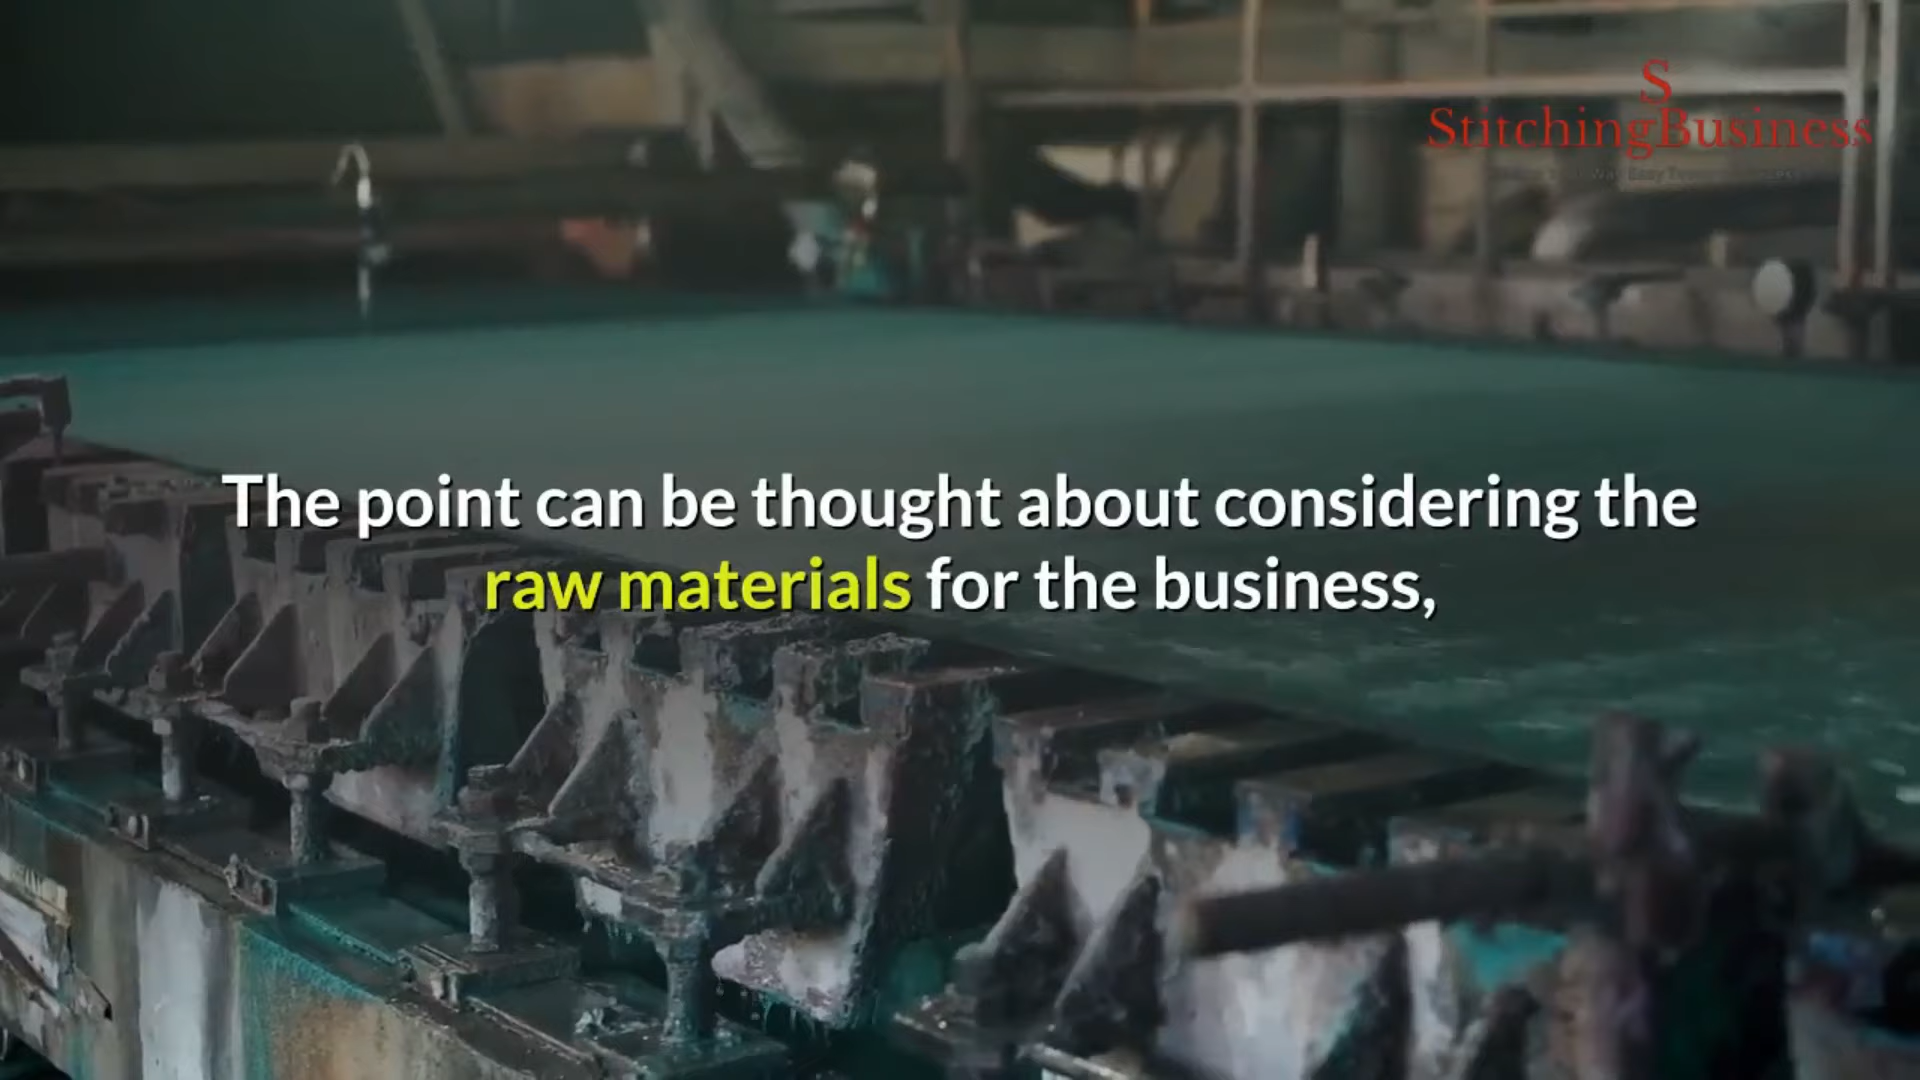 S
StitchingBusiness
The point can be thought about considering the
raw materials for the business,